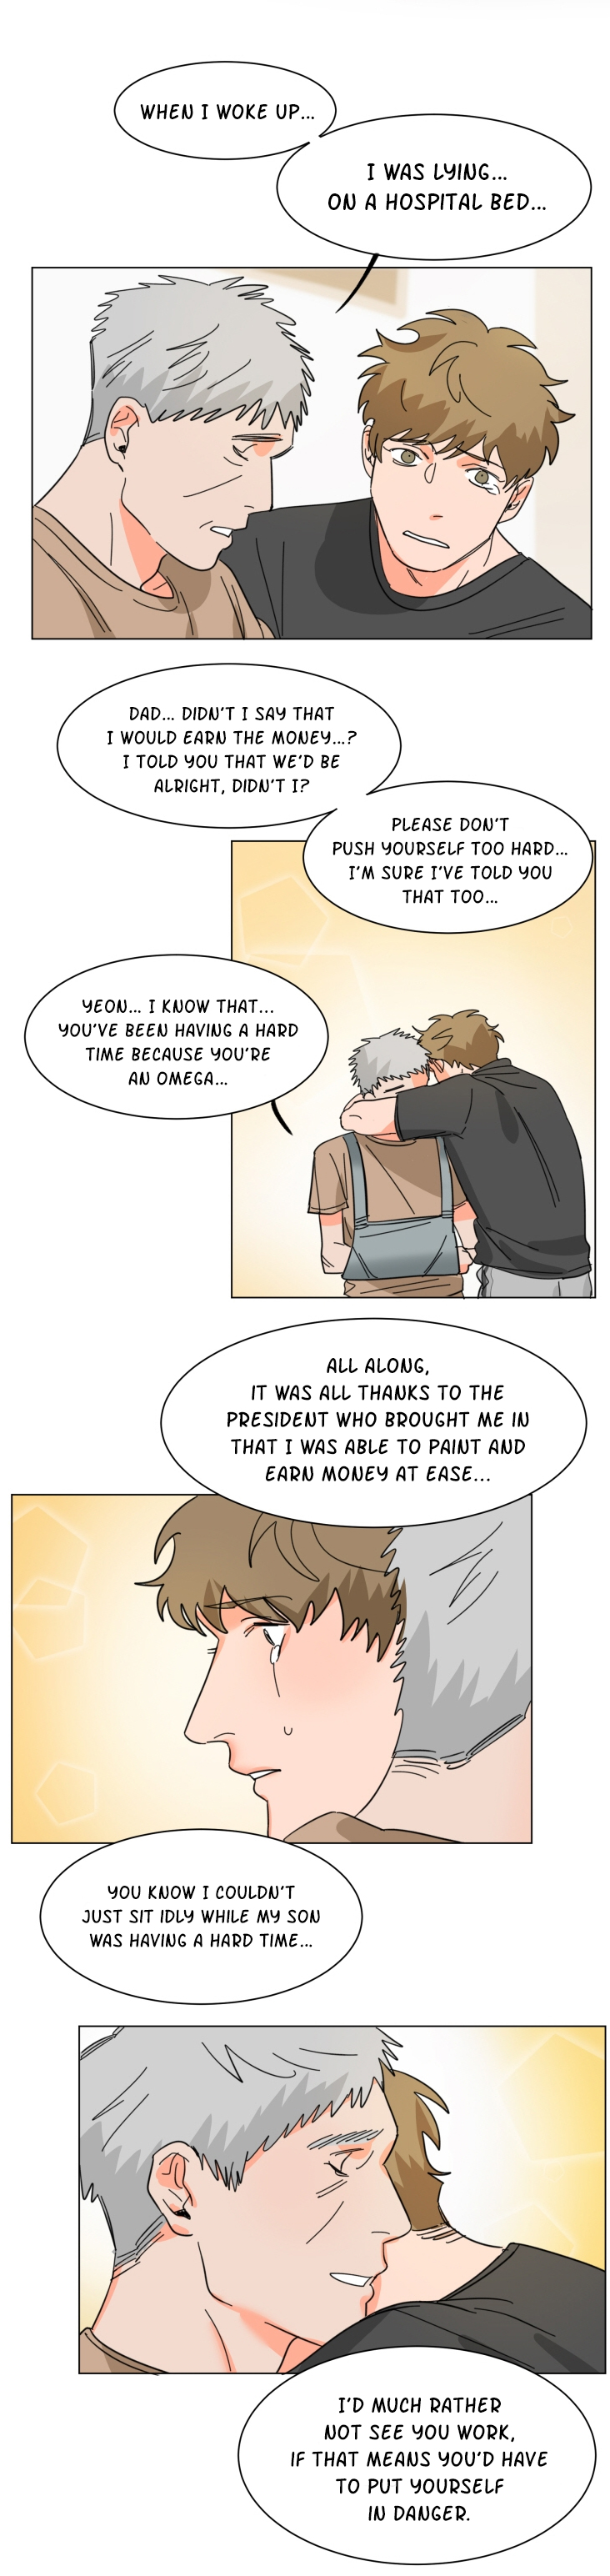 WHEN I WOKE UP...
I WAS LYING...
ON A HOSPITAL BED...
DAD... DIDN'T I SAY THAT
I WOULD EARN THE MONEY...?
I TOLD YOU THAT WE'D BE
ALRIGHT, DIDN'T I?
PLEASE DON'T
PUSH YOURSELF TOO HARD...
I'M SURE I'VE TOLD YOU
THAT TOO...
YEON... I KNOW THAT...
YOU'VE BEEN HAVING A HARD
TIME BECAUSE YOU'RE
AN OMEGA...
ALL ALONG,
IT WAS ALL THANKS TO THE
PRESIDENT WHO BROUGHT ME IN
THAT I WAS ABLE TO PAINT AND
EARN MONEY AT EASE...
YOU KNOW I COULDN'T
JUST SIT IDLY WHILE MY SON
WAS HAVING A HARD TIME...
I'D MUCH RATHER
NOT SEE YOU WORK,
IF THAT MEANS YOU'D HAVE
TO PUT YOURSELF
IN DANGER.